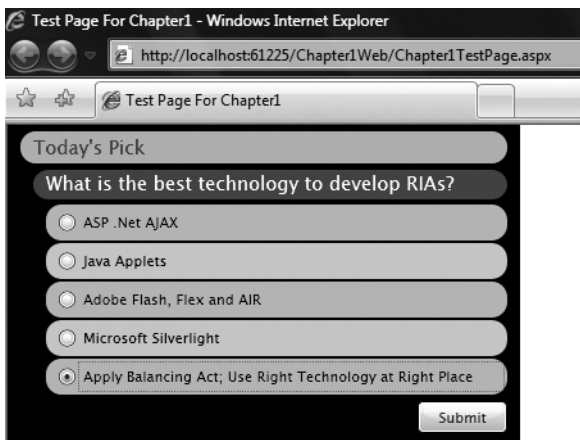 Test Page For Chapter1 - Windows Internet Explorer
http://localhost:61225/Chapter1Web/Chapter1TestPage.aspx
Test Page For Chapter1
Today's Pick
What is the best technology to develop RIAs?
ASP .Net AJAX
Java Applets
Adobe Flash, Flex and AIR
Microsoft Silverlight
Apply Balancing Act; Use Right Technology at Right Place
Submit